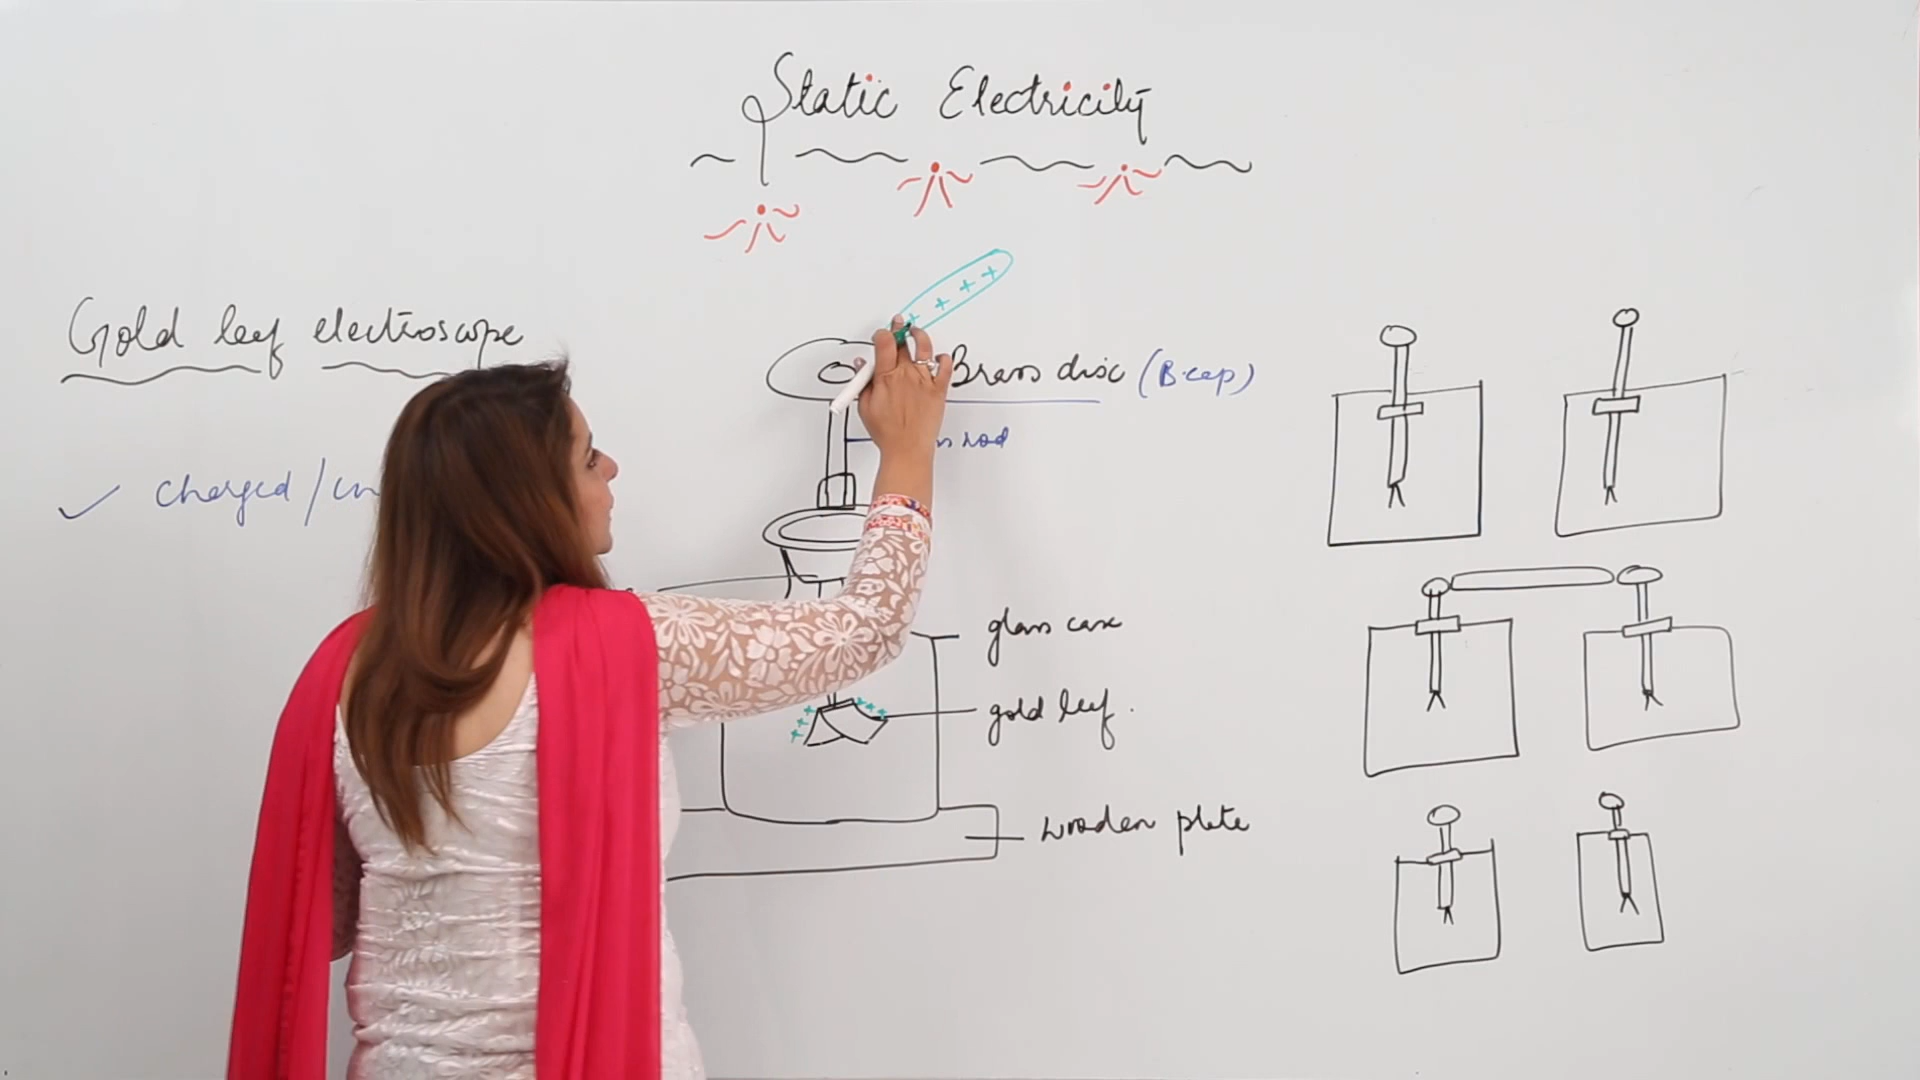 Static Electricity
Gold leaf electroscope
Brass disc (B.cap)
rod
✓ charged /
glass case
gold leaf.
wooden plate
+ + + +